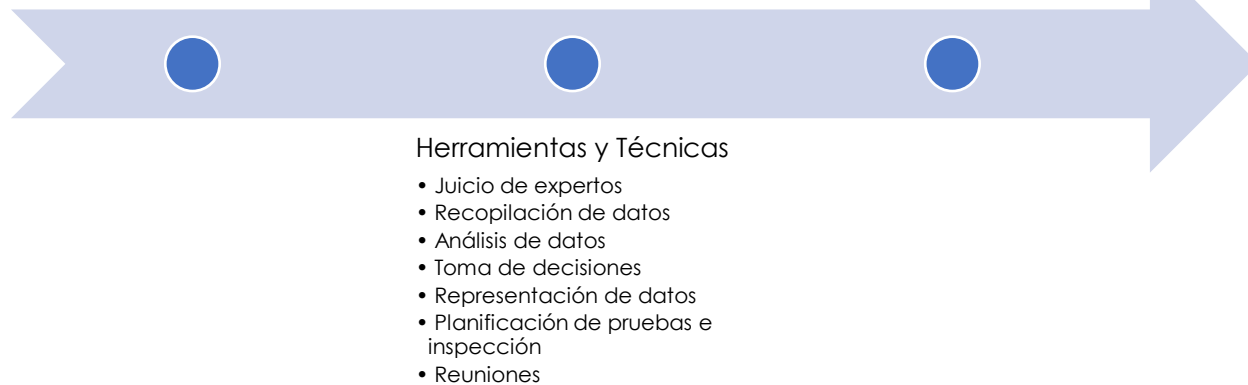 Herramientas y Técnicas
• Juicio de expertos
• Recopilación de datos
• Análisis de datos
• Toma de decisiones
• Representación de datos
• Planificación de pruebas e
inspección
• Reuniones